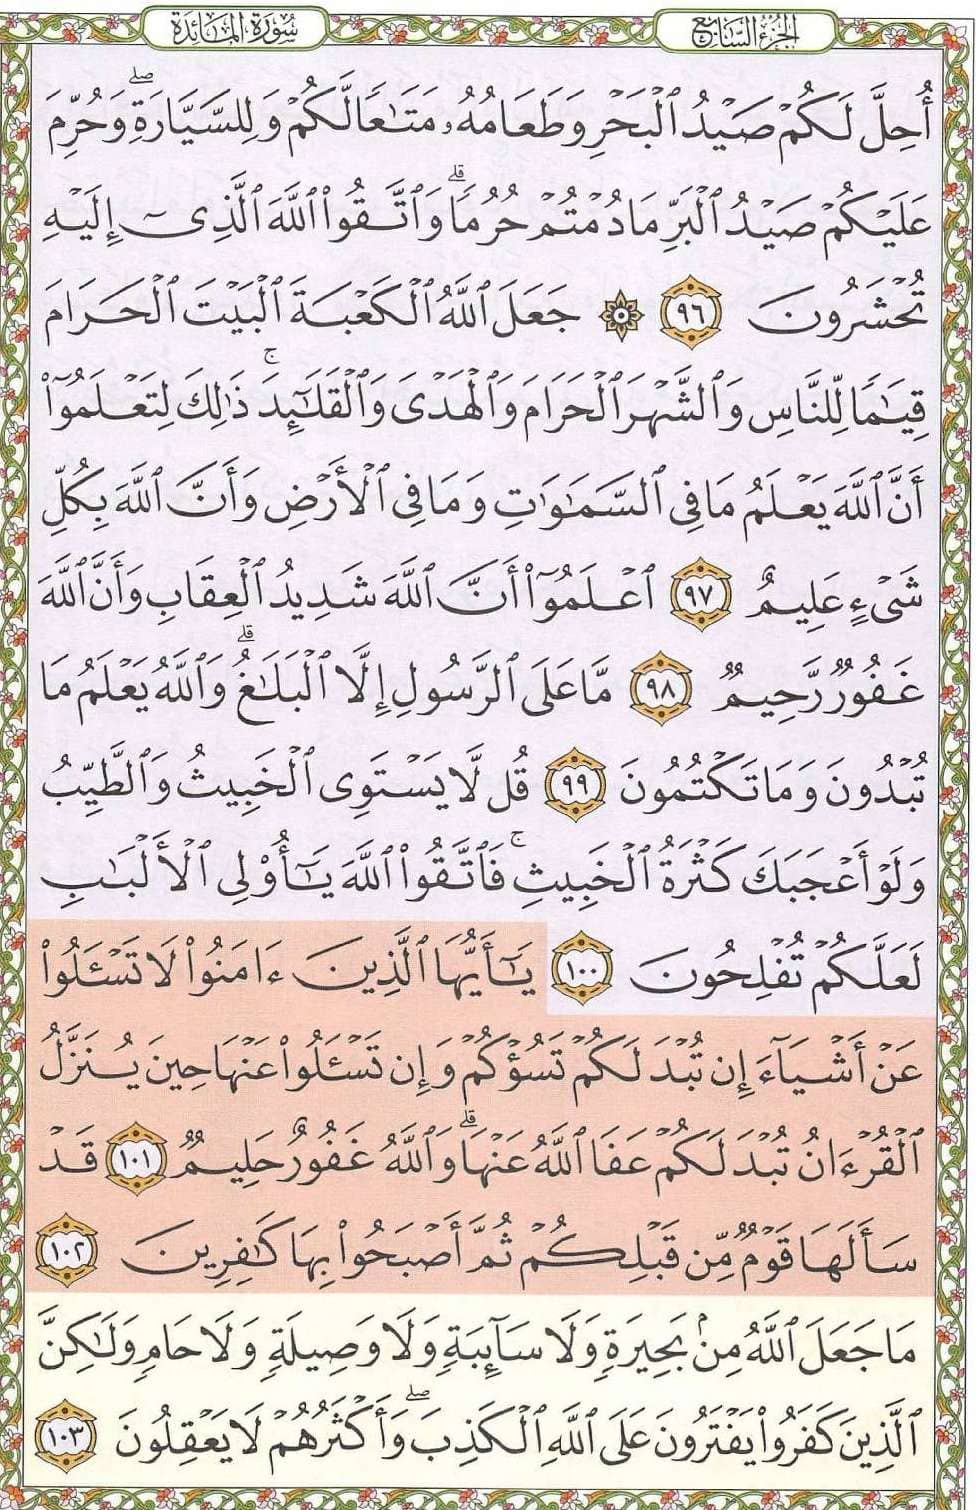 الجزء السابع
سورة المائدة
أُحِلَّ لَكُمْ صَيْدُ ٱلْبَحْرِ وَطَعَامُهُۥ مَتَٰعًا لَّكُمْ وَلِلسَّيَّارَةِۖ وَحُرِّمَ
عَلَيْكُمْ صَيْدُ ٱلْبَرِّ مَا دُمْتُمْ حُرُمًاۗ وَٱتَّقُوا۟ ٱللَّهَ ٱلَّذِىٓ إِلَيْهِ
تُحْشَرُونَ ٩٦ ۞ جَعَلَ ٱللَّهُ ٱلْكَعْبَةَ ٱلْبَيْتَ ٱلْحَرَامَ
قِيَٰمًا لِّلنَّاسِ وَٱلشَّهْرَ ٱلْحَرَامَ وَٱلْهَدْىَ وَٱلْقَلَٰٓئِدَۚ ذَٰلِكَ لِتَعْلَمُوٓا۟
أَنَّ ٱللَّهَ يَعْلَمُ مَا فِى ٱلسَّمَٰوَٰتِ وَمَا فِى ٱلْأَرْضِ وَأَنَّ ٱللَّهَ بِكُلِّ
شَىْءٍ عَلِيمٌ ٩٧ ٱعْلَمُوٓا۟ أَنَّ ٱللَّهَ شَدِيدُ ٱلْعِقَابِ وَأَنَّ ٱللَّهَ
غَفُورٌ رَّحِيمٌ ٩٨ مَّا عَلَى ٱلرَّسُولِ إِلَّا ٱلْبَلَٰغُۗ وَٱللَّهُ يَعْلَمُ مَا
تُبْدُونَ وَمَا تَكْتُمُونَ ٩٩ قُل لَّا يَسْتَوِى ٱلْخَبِيثُ وَٱلطَّيِّبُ
وَلَوْ أَعْجَبَكَ كَثْرَةُ ٱلْخَبِيثِۚ فَٱتَّقُوا۟ ٱللَّهَ يَٰٓأُو۟لِى ٱلْأَلْبَٰبِ
لَعَلَّكُمْ تُفْلِحُونَ ١٠٠ يَٰٓأَيُّهَا ٱلَّذِينَ ءَامَنُوا۟ لَا تَسْـَٔلُوا۟
عَنْ أَشْيَآءَ إِن تُبْدَ لَكُمْ تَسُؤْكُمْ وَإِن تَسْـَٔلُوا۟ عَنْهَا حِينَ يُنَزَّلُ
ٱلْقُرْءَانُ تُبْدَ لَكُمْ عَفَا ٱللَّهُ عَنْهَاۗ وَٱللَّهُ غَفُورٌ حَلِيمٌ ١٠١ قَدْ
سَأَلَهَا قَوْمٌ مِّن قَبْلِكُمْ ثُمَّ أَصْبَحُوا۟ بِهَا كَٰفِرِينَ ١٠٢
مَا جَعَلَ ٱللَّهُ مِنۢ بَحِيرَةٍ وَلَا سَآئِبَةٍ وَلَا وَصِيلَةٍ وَلَا حَامٍ وَلَٰكِنَّ
ٱلَّذِينَ كَفَرُوا۟ يَفْتَرُونَ عَلَى ٱللَّهِ ٱلْكَذِبَۖ وَأَكْثَرُهُمْ لَا يَعْقِلُونَ ١٠٣